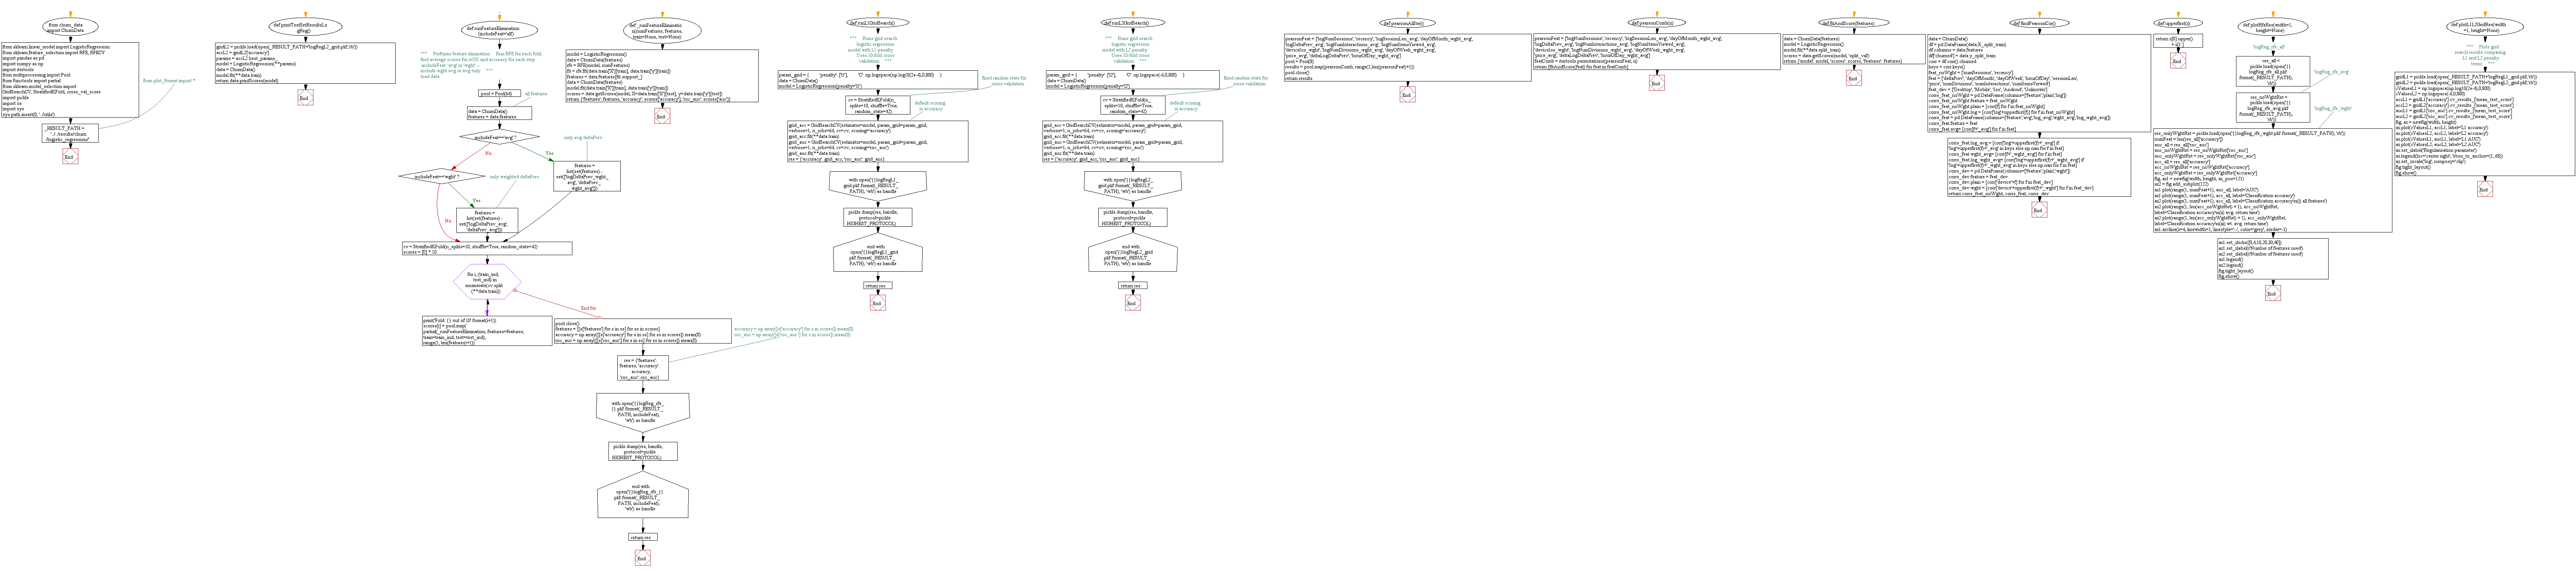 from churn_data
import ChurnData
from sklearn.linear_model import LogisticRegression
from sklearn.feature_selection import RFE, RFECV
import pandas as pd
import numpy as np
import itertools
from multiprocessing import Pool
from functools import partial
from sklearn.model_selection import
GridSearchCV, StratifiedKFold, cross_val_score
import pickle
import os
import sys
sys.path.insert(0, '../utils')
from plot_format import *
_RESULT_PATH =
'../../results/churn
/logistic_regression/'
End
def printTestSetResultsLo
gReg()
gridL2 = pickle.load(open(_RESULT_PATH+'logRegL2_grid.pkl','rb'))
accL2 = gridL2['accuracy']
params = accL2.best_params_
model = LogisticRegression(**params)
data = ChurnData()
model.fit(**data.train)
return data.printScores(model)
End
def runFeatureElimination
(includeFeat='all')
""" Performs feature elimination Run RFE for each fold,
find average scores for AUC and accuracy for each step
includeFeat 'avg' or 'wght' --
include wght avg or avg only """
load data
pool = Pool(64)
all features
data = ChurnData()
features = data.features
includeFeat=='avg' ?
only avg deltaPrev
No
Yes
features =
list(set(features) -
set(['logDeltaPrev_wght_
avg', 'deltaPrev_
wght_avg']))
includeFeat=='wght' ?
only weighted deltaPrev
Yes
No
features =
list(set(features) -
set(['logDeltaPrev_avg',
'deltaPrev_avg']))
cv = StratifiedKFold(n_splits=10, shuffle=True, random_state=42)
scores = [0] * 10
for i, (train_ind,
test_ind) in
enumerate(cv.split
(**data.train))
End for
print('Fold: {} out of 10'.format(i+1))
scores[i] = pool.map(
partial(_runFeatureElimination, features=features,
train=train_ind, test=test_ind),
range(1, len(features)+1))
pool.close()
features = [[s['features'] for s in ss] for ss in scores]
accuracy = np.array([[s['accuracy'] for s in ss] for ss in scores]).mean(0)
roc_auc = np.array([[s['roc_auc'] for s in ss] for ss in scores]).mean(0)
accuracy = np.array([s['accuracy'] for s in scores]).mean(0)
roc_auc = np.array([s['roc_auc '] for s in scores]).mean(0)
res = {'features':
features, 'accuracy':
accuracy,
'roc_auc': roc_auc}
with open('{}logReg_rfe_
{}.pkl'.format(_RESULT_
PATH, includeFeat),
'wb') as handle
pickle.dump(res, handle,
protocol=pickle
.HIGHEST_PROTOCOL)
end with
open('{}logReg_rfe_{}
.pkl'.format(_RESULT_
PATH, includeFeat),
'wb') as handle
return res
End
def _runFeatureEliminatio
n(numFeatures, features,
train=None, test=None)
model = LogisticRegression()
data = ChurnData(features)
rfe = RFE(model, numFeatures)
fit = rfe.fit(data.train['X'][train], data.train['y'][train])
features = data.features[fit.support_]
data = ChurnData(features)
model.fit(data.train['X'][train], data.train['y'][train])
scores = data.getScores(model, X=data.train['X'][test], y=data.train['y'][test])
return {'features': features, 'accuracy': scores['accuracy'], 'roc_auc': scores['auc']}
End
def runL1GridSearch()
""" Runs grid search
logistic regression
model with L1 penalty.
Uses 10-fold cross
validation """
param_grid = { 'penalty': ['l1'], 'C': np.logspace(np.log10(2e-4),0,800) }
data = ChurnData()
model = LogisticRegression(penalty='l1')
fixed random state for
cross validation
cv = StratifiedKFold(n_
splits=10, shuffle=True,
random_state=42)
default scoring
is accuracy
grid_acc = GridSearchCV(estimator=model, param_grid=param_grid,
verbose=1, n_jobs=64, cv=cv, scoring='accuracy')
grid_acc.fit(**data.train)
grid_auc = GridSearchCV(estimator=model, param_grid=param_grid,
verbose=1, n_jobs=64, cv=cv, scoring='roc_auc')
grid_auc.fit(**data.train)
res = {'accuracy': grid_acc, 'roc_auc': grid_auc}
with open('{}logRegL1_
grid.pkl'.format(_RESULT_
PATH), 'wb') as handle
pickle.dump(res, handle,
protocol=pickle
.HIGHEST_PROTOCOL)
end with
open('{}logRegL1_grid
.pkl'.format(_RESULT_
PATH), 'wb') as handle
return res
End
def runL2GridSearch()
""" Runs grid search
logistic regression
model with L2 penalty.
Uses 10-fold cross
validation """
param_grid = { 'penalty': ['l2'], 'C': np.logspace(-6,0,800) }
data = ChurnData()
model = LogisticRegression(penalty='l2')
fixed random state for
cross validation
cv = StratifiedKFold(n_
splits=10, shuffle=True,
random_state=42)
default scoring
is accuracy
grid_acc = GridSearchCV(estimator=model, param_grid=param_grid,
verbose=1, n_jobs=64, cv=cv, scoring='accuracy')
grid_acc.fit(**data.train)
grid_auc = GridSearchCV(estimator=model, param_grid=param_grid,
verbose=1, n_jobs=64, cv=cv, scoring='roc_auc')
grid_auc.fit(**data.train)
res = {'accuracy': grid_acc, 'roc_auc': grid_auc}
with open('{}logRegL2_
grid.pkl'.format(_RESULT_
PATH), 'wb') as handle
pickle.dump(res, handle,
protocol=pickle
.HIGHEST_PROTOCOL)
end with
open('{}logRegL2_grid
.pkl'.format(_RESULT_
PATH), 'wb') as handle
return res
End
def pearsonAllIter()
pearsonFeat = ['logNumSessions', 'recency', 'logSessionLen_avg', 'dayOfMonth_wght_avg',
'logDeltaPrev_avg', 'logNumInteractions_avg', 'logNumItemsViewed_avg',
'deviceIos_wght', 'logNumDivisions_wght_avg', 'dayOfWeek_wght_avg',
'price_avg', 'deltaLogDeltaPrev', 'hourOfDay_wght_avg']
pool = Pool(8)
results = pool.map(pearsonComb, range(1,len(pearsonFeat)+1))
pool.close()
return results
End
def pearsonComb(n)
pearsonFeat = ['logNumSessions', 'recency', 'logSessionLen_avg', 'dayOfMonth_wght_avg',
'logDeltaPrev_avg', 'logNumInteractions_avg', 'logNumItemsViewed_avg',
'deviceIos_wght', 'logNumDivisions_wght_avg', 'dayOfWeek_wght_avg',
'price_avg', 'deltaLogDeltaPrev', 'hourOfDay_wght_avg']
featComb = itertools.permutations(pearsonFeat, n)
return [fitAndScore(feat) for feat in featComb]
End
def fitAndScore(features)
data = ChurnData(features)
model = LogisticRegression()
model.fit(**data.split_train)
scores = data.getScores(model, 'split_val')
return {'model': model, 'scores': scores, 'features': features}
End
def findPearsonCor()
data = ChurnData()
df = pd.DataFrame(data.X_split_train)
df.columns = data.features
df['churned'] = data.y_split_train
cors = df.corr().churned
keys = corr.keys()
feat_noWght = ['numSessions', 'recency']
feat = ['deltaPrev', 'dayOfMonth', 'dayOfWeek', 'hourOfDay', 'sessionLen',
'price', 'numDivisions', 'numInteractions', 'numItemsViewed']
feat_dev = ['Desktop', 'Mobile', 'Ios', 'Android', 'Unknown']
corrs_feat_noWght = pd.DataFrame(columns=['feature','plain','log'])
corrs_feat_noWght.feature = feat_noWght
corrs_feat_noWght.plain = [corr[f] for f in feat_noWght]
corrs_feat_noWght.log = [corr['log'+upperfirst(f)] for f in feat_noWght]
corrs_feat = pd.DataFrame(columns=['feature','avg','log_avg','wght_avg','log_wght_avg'])
corrs_feat.feature = feat
corrs_feat.avg = [corr[f+'_avg'] for f in feat]
corrs_feat.log_avg = [corr['log'+upperfirst(f)+'_avg'] if
'log'+upperfirst(f)+'_avg' in keys else np.nan for f in feat]
corrs_feat.wght_avg = [corr[f+'_wght_avg'] for f in feat]
corrs_feat.log_wght_avg = [corr['log'+upperfirst(f)+'_wght_avg'] if
'log'+upperfirst(f)+'_wght_avg' in keys else np.nan for f in feat]
corrs_dev = pd.DataFrame(columns=['feature','plain','wght'])
corrs_dev.feature = feat_dev
corrs_dev.plain = [corr['device'+f] for f in feat_dev]
corrs_dev.wght = [corr['device'+upperfirst(f)+'_wght'] for f in feat_dev]
return corrs_feat_noWght, corrs_feat, corrs_dev
End
def upperfirst(s)
return s[0].upper()
+ s[1:]
End
def plotRfeRes(width=1,
height=None)
'logReg_rfe_all'
res_all =
pickle.load(open('{}
logReg_rfe_all.pkl'
.format(_RESULT_PATH),
'rb'))
'logReg_rfe_avg'
res_noWghtRet =
pickle.load(open('{}
logReg_rfe_avg.pkl'
.format(_RESULT_PATH),
'rb'))
'logReg_rfe_wght'
res_onlyWghtRet = pickle.load(open('{}logReg_rfe_wght.pkl'.format(_RESULT_PATH), 'rb'))
numFeat = len(res_all['accuracy'])
auc_all = res_all['roc_auc']
auc_noWghtRet = res_noWghtRet['roc_auc']
auc_onlyWghtRet = res_onlyWghtRet['roc_auc']
acc_all = res_all['accuracy']
acc_noWghtRet = res_noWghtRet['accuracy']
acc_onlyWghtRet = res_onlyWghtRet['accuracy']
fig, ax1 = newfig(width, height, ax_pos=121)
ax2 = fig.add_subplot(122)
ax1.plot(range(1, numFeat+1), auc_all, label='AUC')
ax1.plot(range(1, numFeat+1), acc_all, label='Classification accuracy')
ax2.plot(range(1, numFeat+1), acc_all, label='Classification accuracy\n(i) all features')
ax2.plot(range(1, len(acc_noWghtRet) + 1), acc_noWghtRet,
label='Classification accuracy\n(ii) avg. return time')
ax2.plot(range(1, len(acc_onlyWghtRet) + 1), acc_onlyWghtRet,
label='Classification accuracy\n(iii) wt. avg. return time')
ax1.axvline(x=4, linewidth=1, linestyle='--', color='grey', zorder=-1)
ax1.set_xticks([0,4,10,20,30,40])
ax1.set_xlabel('Number of features used')
ax2.set_xlabel('Number of features used')
ax1.legend()
ax2.legend()
fig.tight_layout()
fig.show()
End
def plotL1L2GridRes(width
=1, height=None)
""" Plots grid
search results comparing
L1 and L2 penalty
terms """
gridL1 = pickle.load(open(_RESULT_PATH+'logRegL1_grid.pkl','rb'))
gridL2 = pickle.load(open(_RESULT_PATH+'logRegL2_grid.pkl','rb'))
cValuesL1 = np.logspace(np.log10(2e-4),0,800)
cValuesL2 = np.logspace(-6,0,800)
accL1 = gridL1['accuracy'].cv_results_['mean_test_score']
accL2 = gridL2['accuracy'].cv_results_['mean_test_score']
aucL1 = gridL1['roc_auc'].cv_results_['mean_test_score']
aucL2 = gridL2['roc_auc'].cv_results_['mean_test_score']
fig, ax = newfig(width, height)
ax.plot(cValuesL1, accL1, label='L1 accuracy')
ax.plot(cValuesL2, accL2, label='L2 accuracy')
ax.plot(cValuesL1, aucL1, label='L1 AUC')
ax.plot(cValuesL2, aucL2, label='L2 AUC')
ax.set_xlabel('Regularisation parameter')
ax.legend(loc='center right', bbox_to_anchor=(1,.68))
ax.set_xscale('log', nonposx='clip')
fig.tight_layout()
fig.show()
End